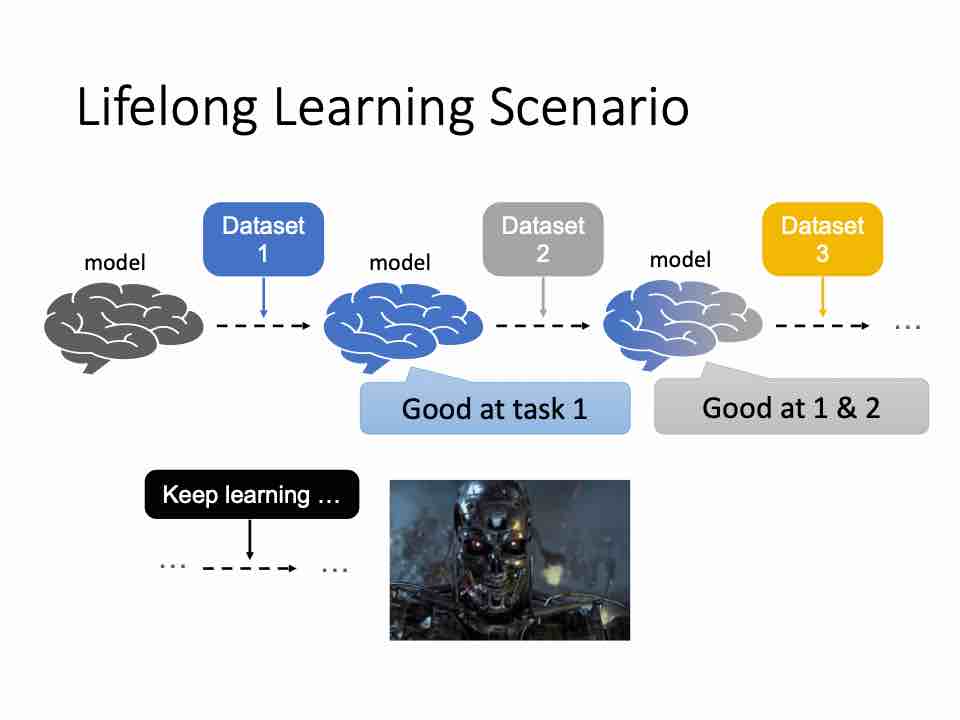 Lifelong Learning Scenario
Dataset
1
Dataset
2
Dataset
3
model
model
model
…
Good at task 1
Good at 1 & 2
Keep learning …
…
…